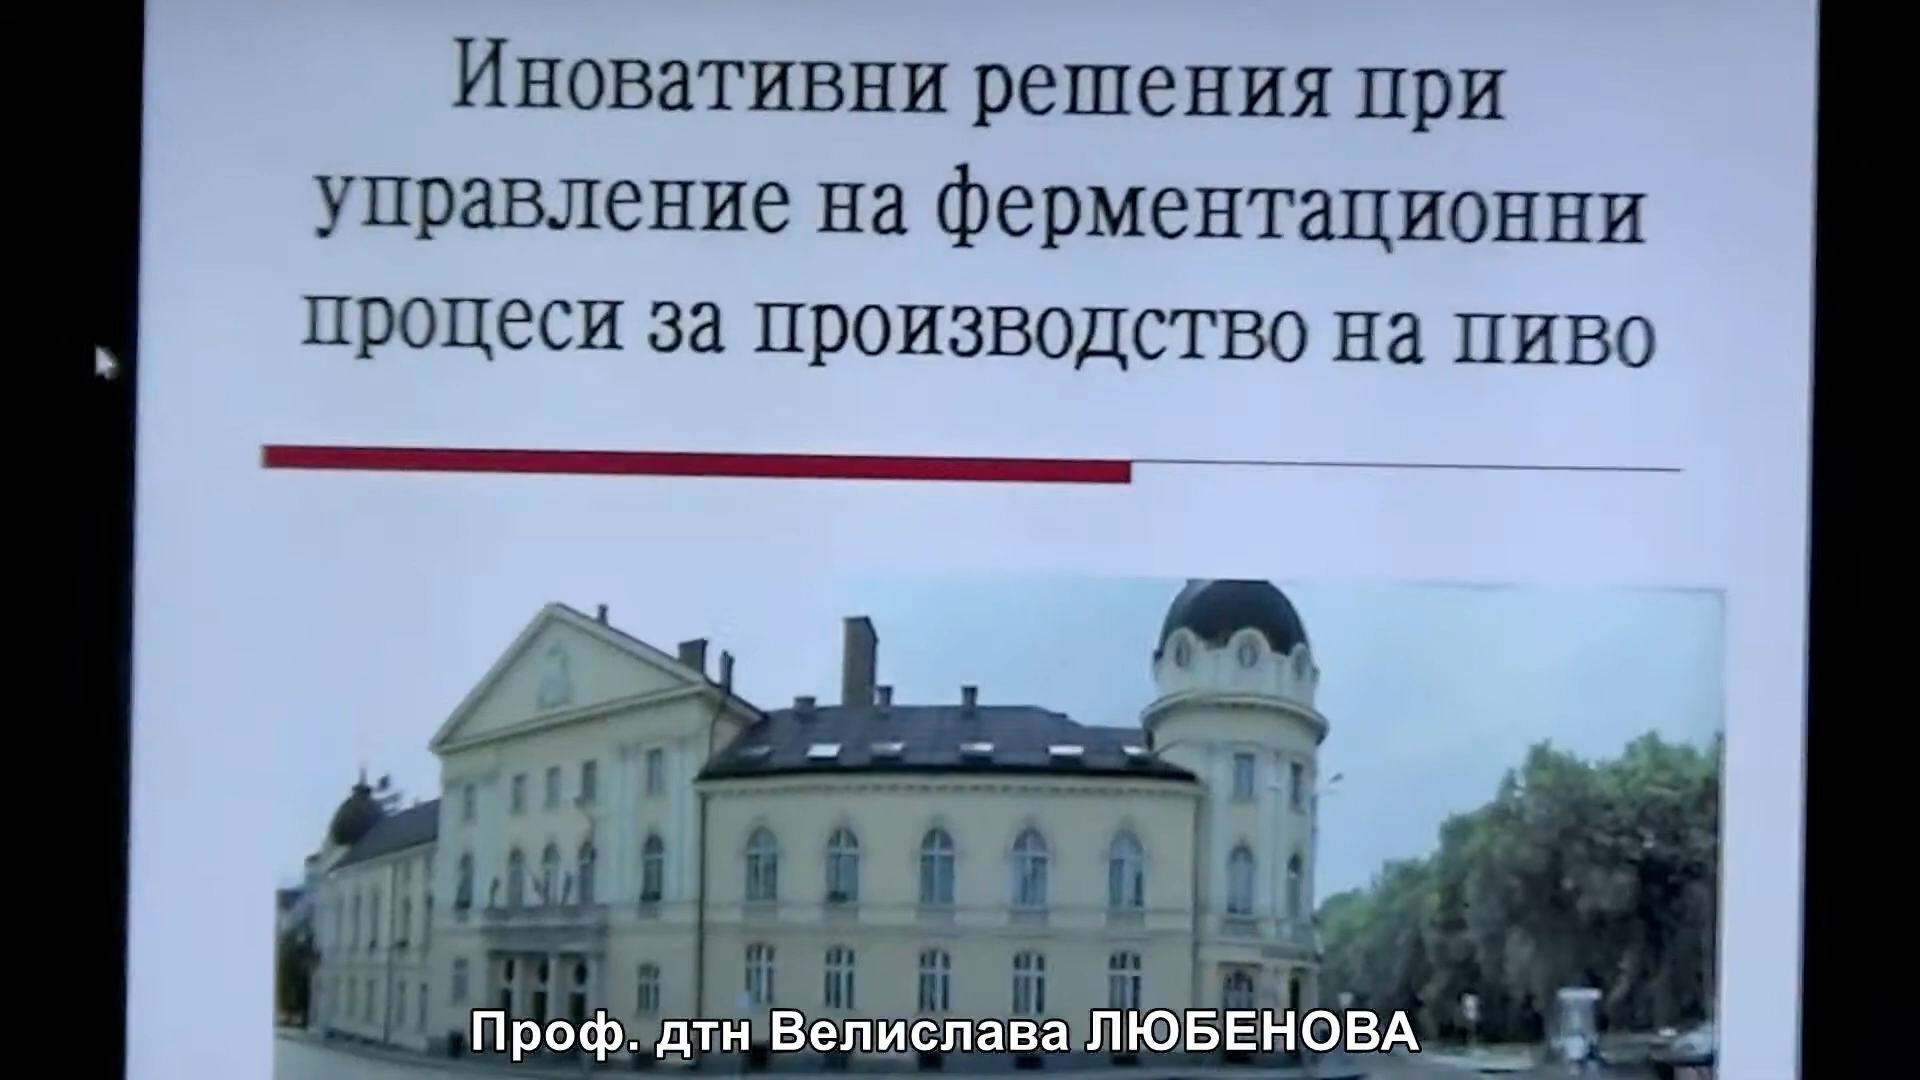 Иновативни решения при
управление на ферментационни
процеси за производство на пиво
Проф. дтн Велислава ЛЮБЕНОВА